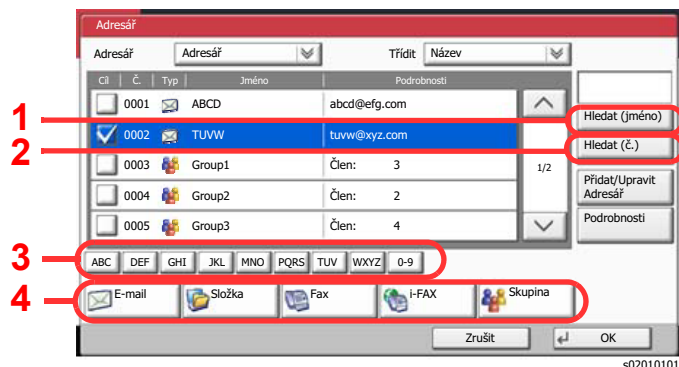 Adresář
Adresář Adresář Třídit Název
Cíl Č. Typ Jméno Podrobnosti
0001 ABCD abcd@efg.com
1 Hledat (jméno)
0002 TUVW tuvw@xyz.com
2 Hledat (č.)
0003 Group1 Člen: 3 1/2
Přidat/Upravit
Adresář
0004 Group2 Člen: 2
0005 Group3 Člen: 4 Podrobnosti
3 ABC DEF GHI JKL MNO PQRS TUV WXYZ 0-9
4 E-mail Složka Fax i-FAX Skupina
Zrušit OK
s02010101